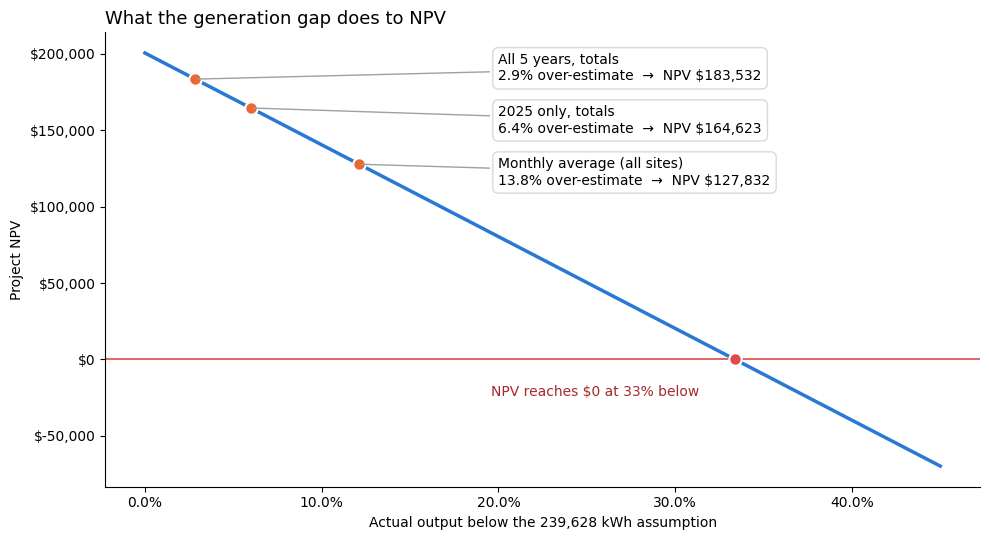 What the generation gap does to NPV
$200,000
$150,000
$100,000
$50,000
$0
$-50,000
Project NPV
All 5 years, totals
2.9% over-estimate → NPV $183,532
2025 only, totals
6.4% over-estimate → NPV $164,623
Monthly average (all sites)
13.8% over-estimate → NPV $127,832
NPV reaches $0 at 33% below
0.0%
10.0%
20.0%
30.0%
40.0%
Actual output below the 239,628 kWh assumption